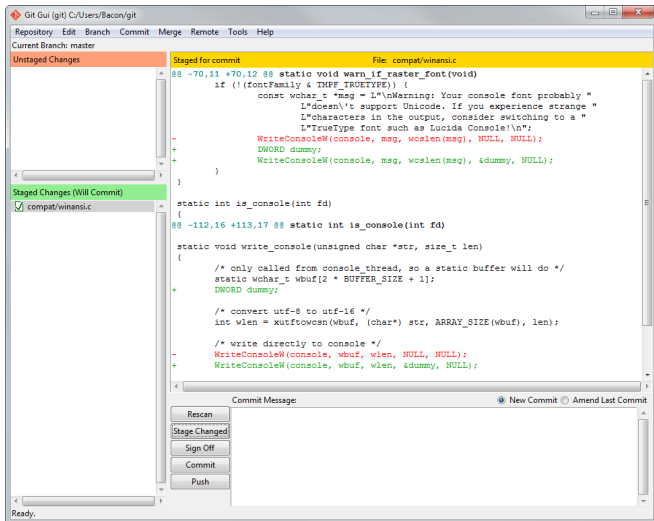 Git Gui (git) C:/Users/Bacon/git
Repository Edit Branch Commit Merge Remote Tools Help
Current Branch: master
Unstaged Changes
Staged for commit File: compat/winansi.c
@@ -70,11 +70,12 @@ static void warn_if_raster_font(void)
if (!(fontFamily & TMPF_TRUETYPE)) {
const wchar_t *msg = L"\nWarning: Your console font probably "
L"doesn\'t support Unicode. If you experience strange "
L"characters in the output, consider switching to a "
L"TrueType font such as Lucida Console!\n";
- WriteConsoleW(console, msg, wcslen(msg), NULL, NULL);
+ DWORD dummy;
+ WriteConsoleW(console, msg, wcslen(msg), &dummy, NULL);
}
}
static int is_console(int fd)
{
@@ -112,16 +113,17 @@ static int is_console(int fd)
static void write_console(unsigned char *str, size_t len)
{
/* only called from console_thread, so a static buffer will do */
static wchar_t wbuf[2 * BUFFER_SIZE + 1];
+ DWORD dummy;
/* convert utf-8 to utf-16 */
int wlen = xutftowcsn(wbuf, (char*) str, ARRAY_SIZE(wbuf), len);
/* write directly to console */
- WriteConsoleW(console, wbuf, wlen, NULL, NULL);
+ WriteConsoleW(console, wbuf, wlen, &dummy, NULL);
Staged Changes (Will Commit)
compat/winansi.c
Commit Message: New Commit Amend Last Commit
Rescan
Stage Changed
Sign Off
Commit
Push
Ready.